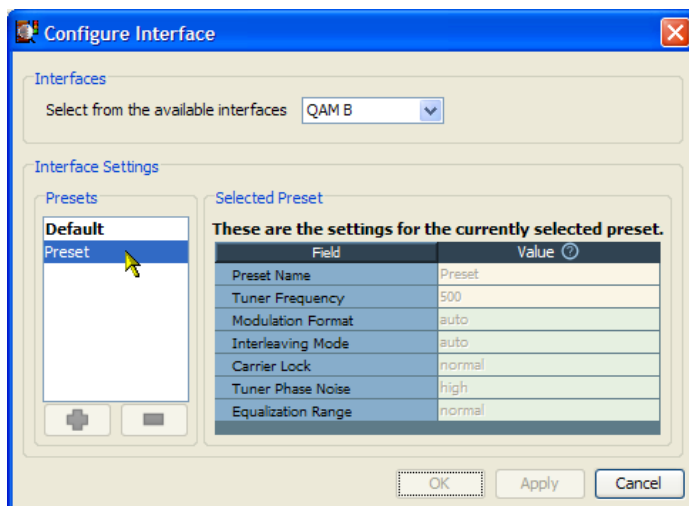 Configure Interface
Interfaces
Select from the available interfaces QAM B
Interface Settings
Presets
Default
Preset
Selected Preset
These are the settings for the currently selected preset.
Field Value ?
Preset Name Preset
Tuner Frequency 500
Modulation Format auto
Interleaving Mode auto
Carrier Lock normal
Tuner Phase Noise high
Equalization Range normal
OK Apply Cancel